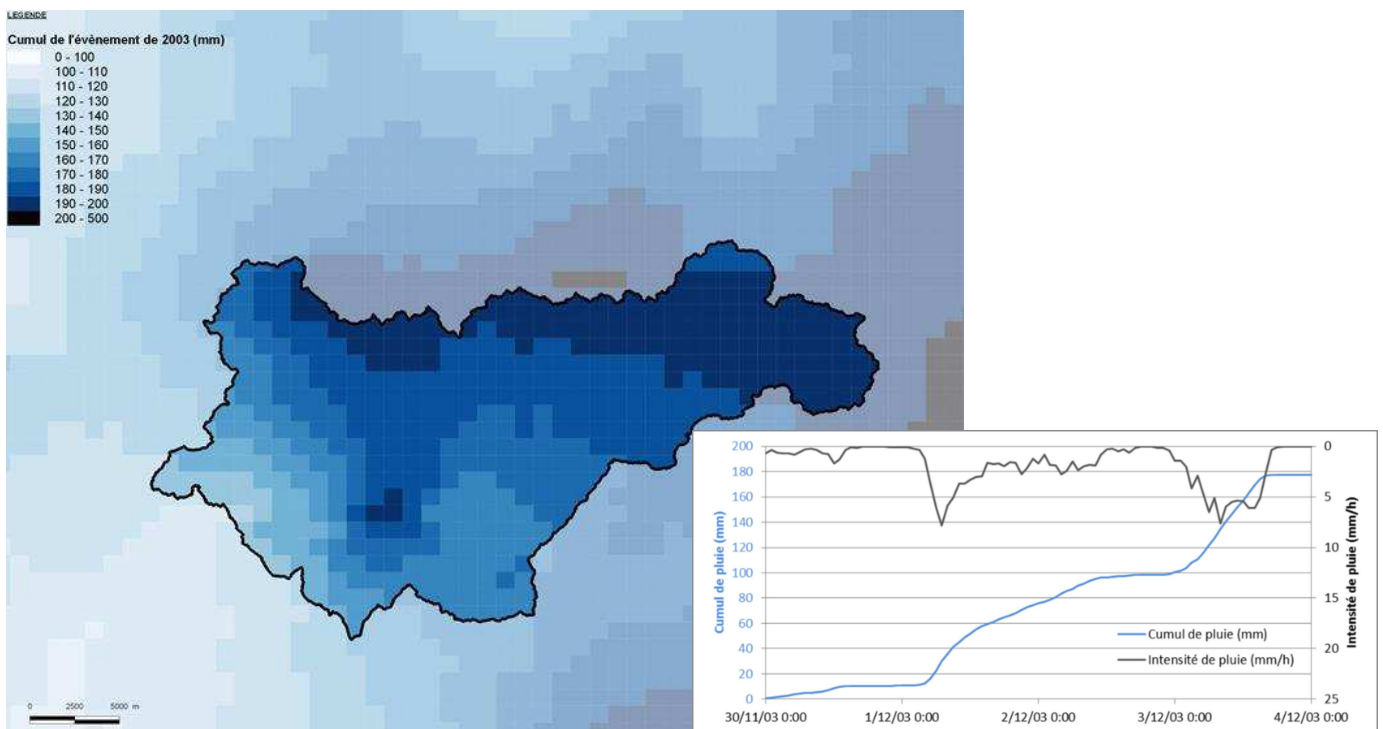 LEGENDE
Cumul de l'évènement de 2003 (mm)
0 - 100
100 - 110
110 - 120
120 - 130
130 - 140
140 - 150
150 - 160
160 - 170
170 - 180
180 - 190
190 - 200
200 - 500
0 2500 5000 m
Cumul de pluie (mm)
200
180
160
140
120
100
80
60
40
20
0
Cumul de pluie (mm)
Intensité de pluie (mm/h)
0
5
10
15
20
25
Intensité de pluie (mm/h)
30/11/03 0:00 1/12/03 0:00 2/12/03 0:00 3/12/03 0:00 4/12/03 0:00